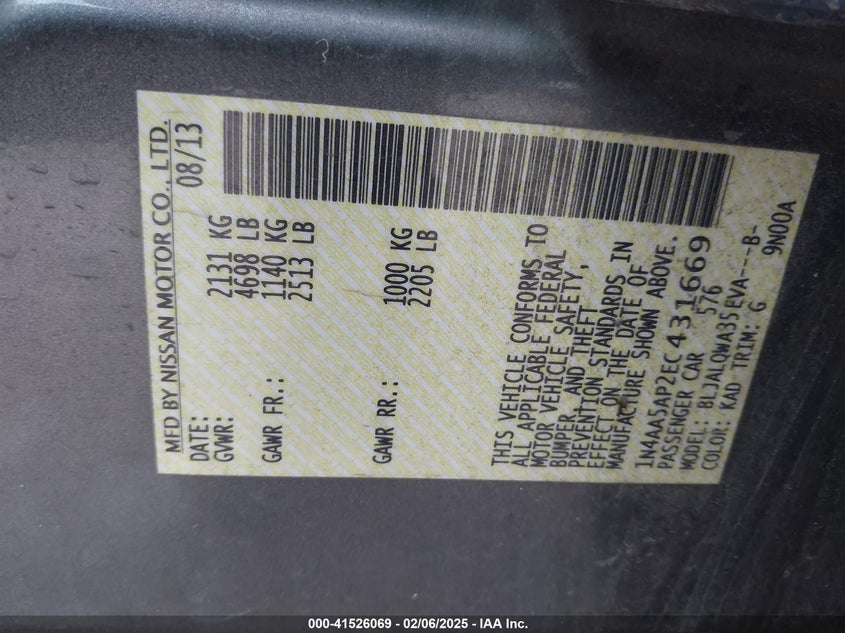 MFD BY NISSAN MOTOR CO., LTD.
DATE: 08/13
GVWR: 2131 KG
4698 LB
GAWR FR.: 1140 KG
2513 LB
GAWR RR.: 1000 KG
2205 LB
THIS VEHICLE CONFORMS TO
ALL APPLICABLE FEDERAL
MOTOR VEHICLE SAFETY,
BUMPER AND THEFT
PREVENTION STANDARDS IN
EFFECT ON THE DATE OF
MANUFACTURE SHOWN ABOVE.
1N4AA5AP2EC431669
PASSENGER CAR 576
MODEL: BLJALQWA35EVA---B-
COLOR: KAD TRIM: G 9N00A
000-41526069 - 02/06/2025 - IAA Inc.